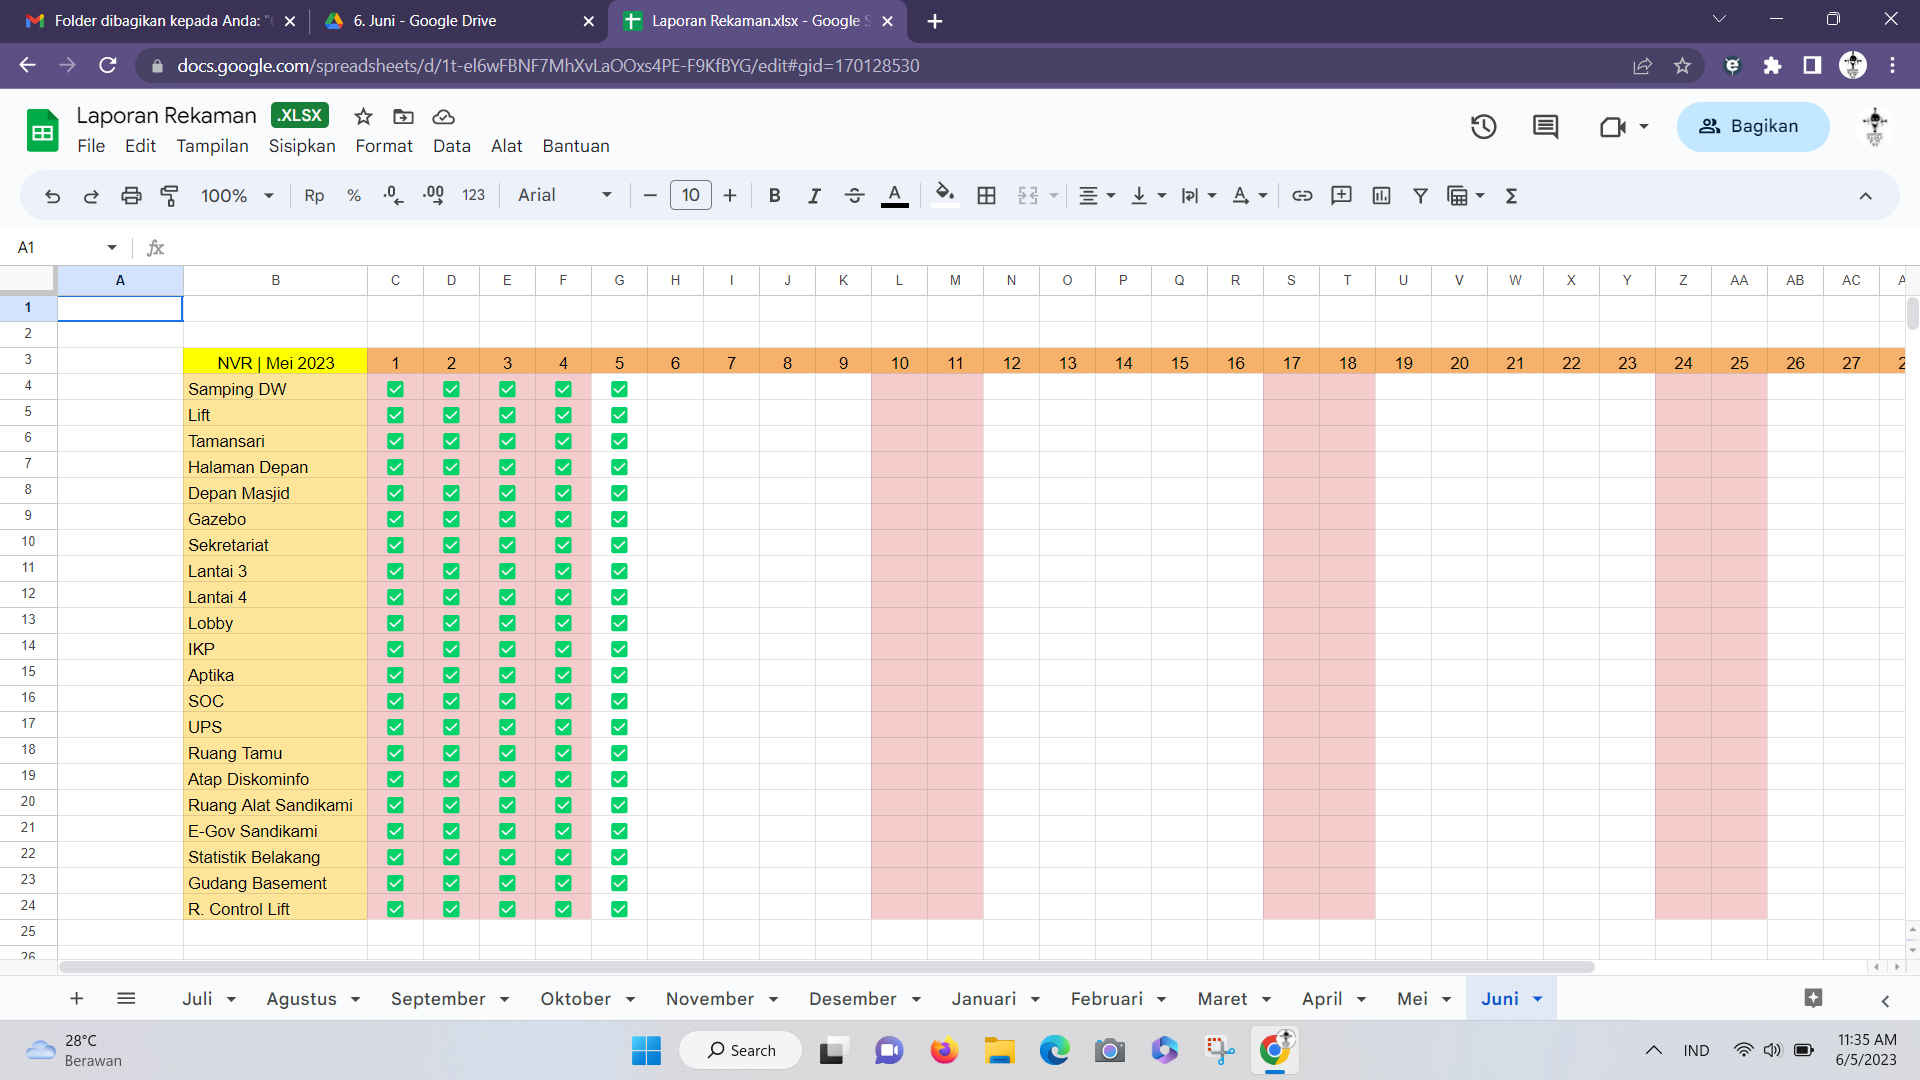 Folder dibagikan kepada Anda: "
6. Juni - Google Drive
Laporan Rekaman.xlsx - Google S
docs.google.com/spreadsheets/d/1t-el6wFBNF7MhXvLaOOxs4PE-F9KfBYG/edit#gid=170128530
Laporan Rekaman .XLSX
File Edit Tampilan Sisipkan Format Data Alat Bantuan
Bagikan
100% Rp % .0 .00 123 Arial 10 B I S A Σ
A1 fx
A B C D E F G H I J K L M N O P Q R S T U V W X Y Z AA AB AC
1
2
3 NVR | Mei 2023 1 2 3 4 5 6 7 8 9 10 11 12 13 14 15 16 17 18 19 20 21 22 23 24 25 26 27
4 Samping DW
5 Lift
6 Tamansari
7 Halaman Depan
8 Depan Masjid
9 Gazebo
10 Sekretariat
11 Lantai 3
12 Lantai 4
13 Lobby
14 IKP
15 Aptika
16 SOC
17 UPS
18 Ruang Tamu
19 Atap Diskominfo
20 Ruang Alat Sandikami
21 E-Gov Sandikami
22 Statistik Belakang
23 Gudang Basement
24 R. Control Lift
25
26
Juli Agustus September Oktober November Desember Januari Februari Maret April Mei Juni
28°C
Berawan
Search
IND
11:35 AM
6/5/2023